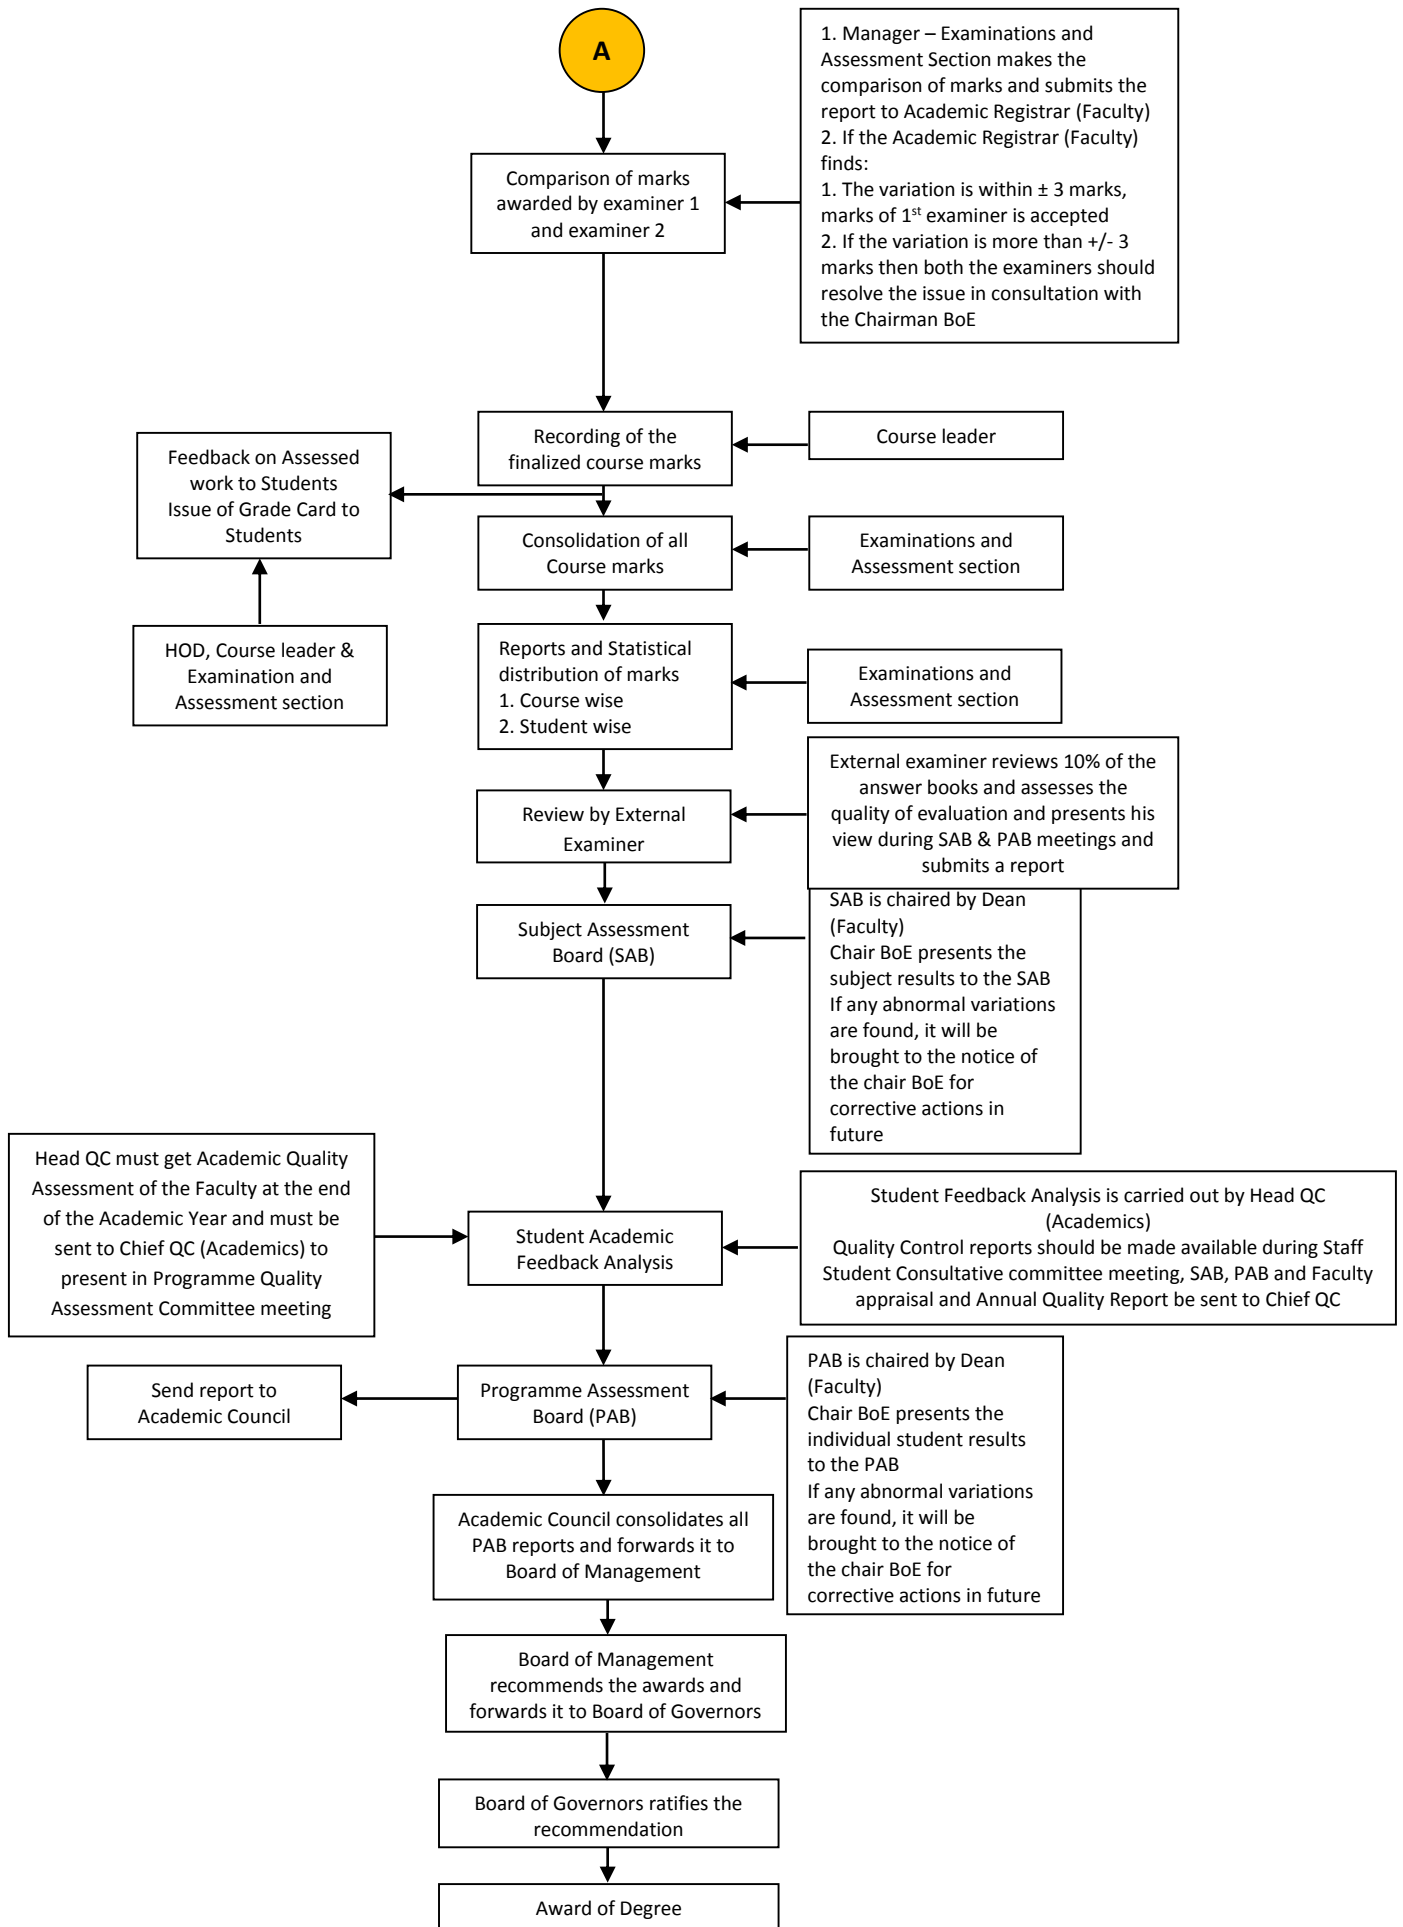 A
1. Manager – Examinations and
Assessment Section makes the
comparison of marks and submits the
report to Academic Registrar (Faculty)
2. If the Academic Registrar (Faculty)
finds:
1. The variation is within ± 3 marks,
marks of 1st examiner is accepted
2. If the variation is more than +/- 3
marks then both the examiners should
resolve the issue in consultation with
the Chairman BoE
Comparison of marks
awarded by examiner 1
and examiner 2
Recording of the
finalized course marks
Course leader
Feedback on Assessed
work to Students
Issue of Grade Card to
Students
Consolidation of all
Course marks
Examinations and
Assessment section
HOD, Course leader &
Examination and
Assessment section
Reports and Statistical
distribution of marks
1. Course wise
2. Student wise
Examinations and
Assessment section
Review by External
Examiner
External examiner reviews 10% of the
answer books and assesses the
quality of evaluation and presents his
view during SAB & PAB meetings and
submits a report
Subject Assessment
Board (SAB)
SAB is chaired by Dean
(Faculty)
Chair BoE presents the
subject results to the SAB
If any abnormal variations
are found, it will be
brought to the notice of
the chair BoE for
corrective actions in
future
Head QC must get Academic Quality
Assessment of the Faculty at the end
of the Academic Year and must be
sent to Chief QC (Academics) to
present in Programme Quality
Assessment Committee meeting
Student Academic
Feedback Analysis
Student Feedback Analysis is carried out by Head QC
(Academics)
Quality Control reports should be made available during Staff
Student Consultative committee meeting, SAB, PAB and Faculty
appraisal and Annual Quality Report be sent to Chief QC
Send report to
Academic Council
Programme Assessment
Board (PAB)
PAB is chaired by Dean
(Faculty)
Chair BoE presents the
individual student results
to the PAB
If any abnormal variations
are found, it will be
brought to the notice of
the chair BoE for
corrective actions in future
Academic Council consolidates all
PAB reports and forwards it to
Board of Management
Board of Management
recommends the awards and
forwards it to Board of Governors
Board of Governors ratifies the
recommendation
Award of Degree